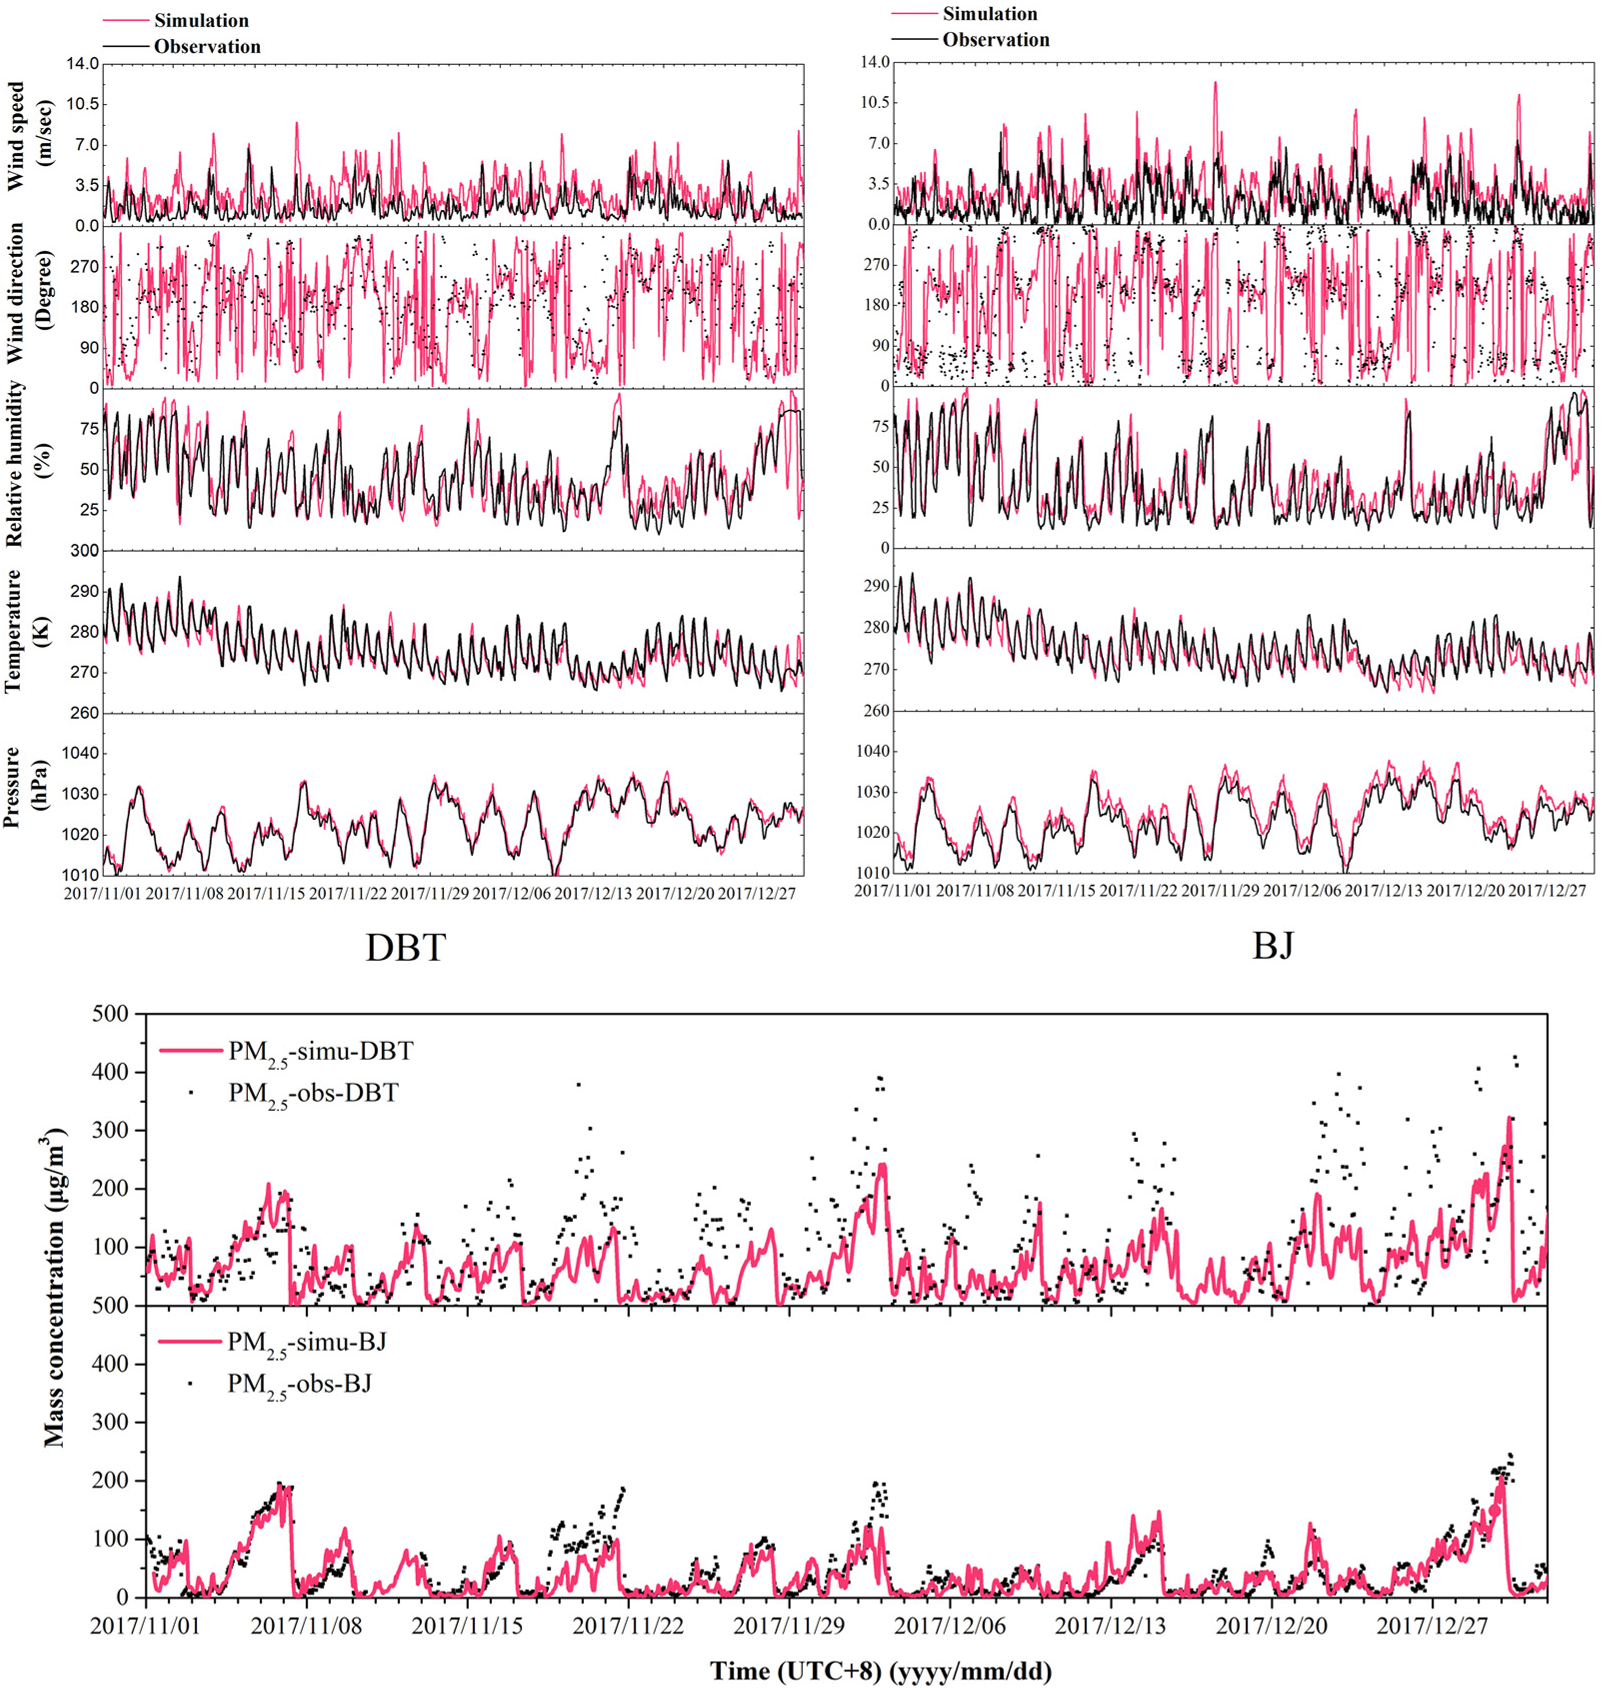 Simulation
Observation
Wind speed
(m/sec)
14.0
10.5
7.0
3.5
0.0
Wind direction
(Degree)
270
180
90
0
Relative humidity
(%)
75
50
25
300
Temperature
(K)
290
280
270
260
Pressure
(hPa)
1040
1030
1020
1010
2017/11/01 2017/11/08 2017/11/15 2017/11/22 2017/11/29 2017/12/06 2017/12/13 2017/12/20 2017/12/27
DBT
Simulation
Observation
14.0
10.5
7.0
3.5
0.0
270
180
90
0
75
50
25
0
290
280
270
260
1040
1030
1020
1010
2017/11/01 2017/11/08 2017/11/15 2017/11/22 2017/11/29 2017/12/06 2017/12/13 2017/12/20 2017/12/27
BJ
Mass concentration (μg/m³)
500
400
300
200
100
PM2.5-simu-DBT
PM2.5-obs-DBT
500
400
300
200
100
0
PM2.5-simu-BJ
PM2.5-obs-BJ
2017/11/01 2017/11/08 2017/11/15 2017/11/22 2017/11/29 2017/12/06 2017/12/13 2017/12/20 2017/12/27
Time (UTC+8) (yyyy/mm/dd)